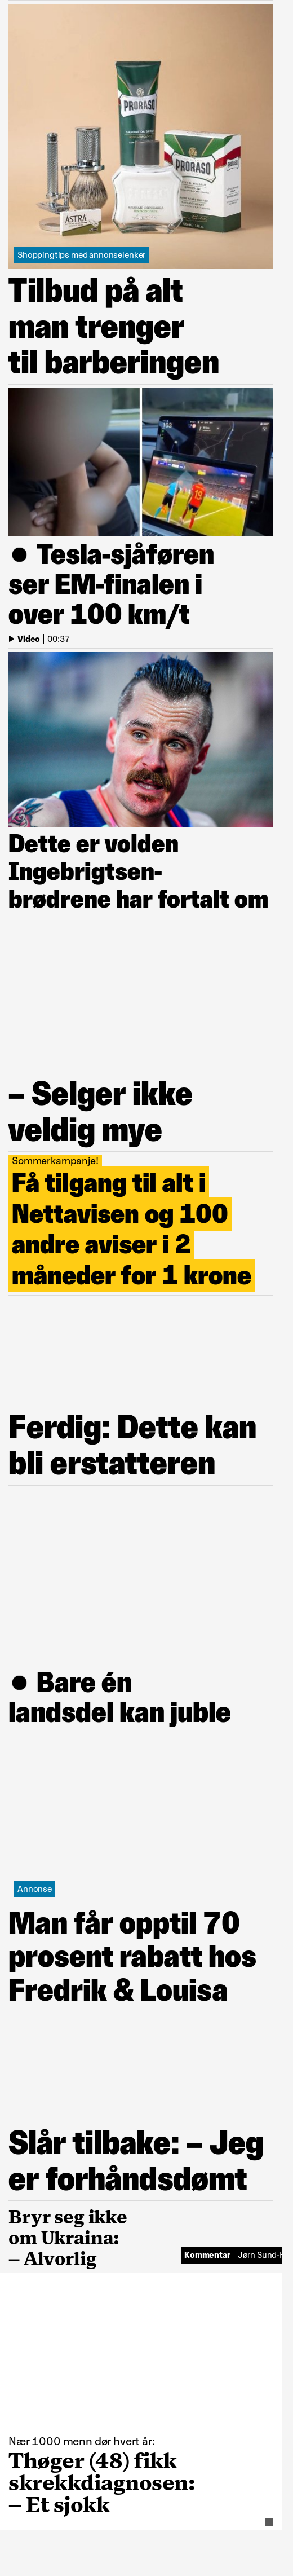 PRORASO
PRORASO
PRORASO
ASTRA
Shoppingtips med annonselenker
Tilbud på alt
man trenger
til barberingen
● Tesla-sjåføren
ser EM-finalen i
over 100 km/t
Video | 00:37
Dette er volden
Ingebrigtsen-
brødrene har fortalt om
– Selger ikke
veldig mye
Sommerkampanje!
Få tilgang til alt i
Nettavisen og 100
andre aviser i 2
måneder for 1 krone
Ferdig: Dette kan
bli erstatteren
● Bare én
landsdel kan juble
Annonse
Man får opptil 70
prosent rabatt hos
Fredrik & Louisa
Slår tilbake: – Jeg
er forhåndsdømt
Bryr seg ikke
om Ukraina:
– Alvorlig
Kommentar | Jørn Sund-H
Nær 1000 menn dør hvert år:
Thøger (48) fikk
skrekkdiagnosen:
– Et sjokk